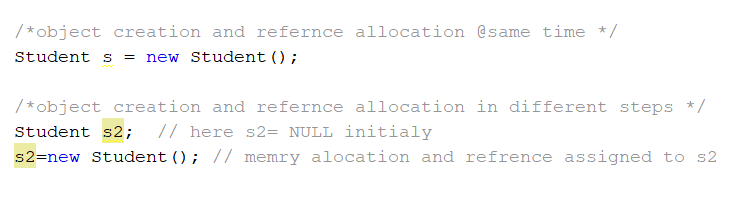 /*object creation and refernce allocation @same time */
Student s = new Student();
/*object creation and refernce allocation in different steps */
Student s2;  // here s2= NULL initialy
s2=new Student(); // memry alocation and refrence assigned to s2